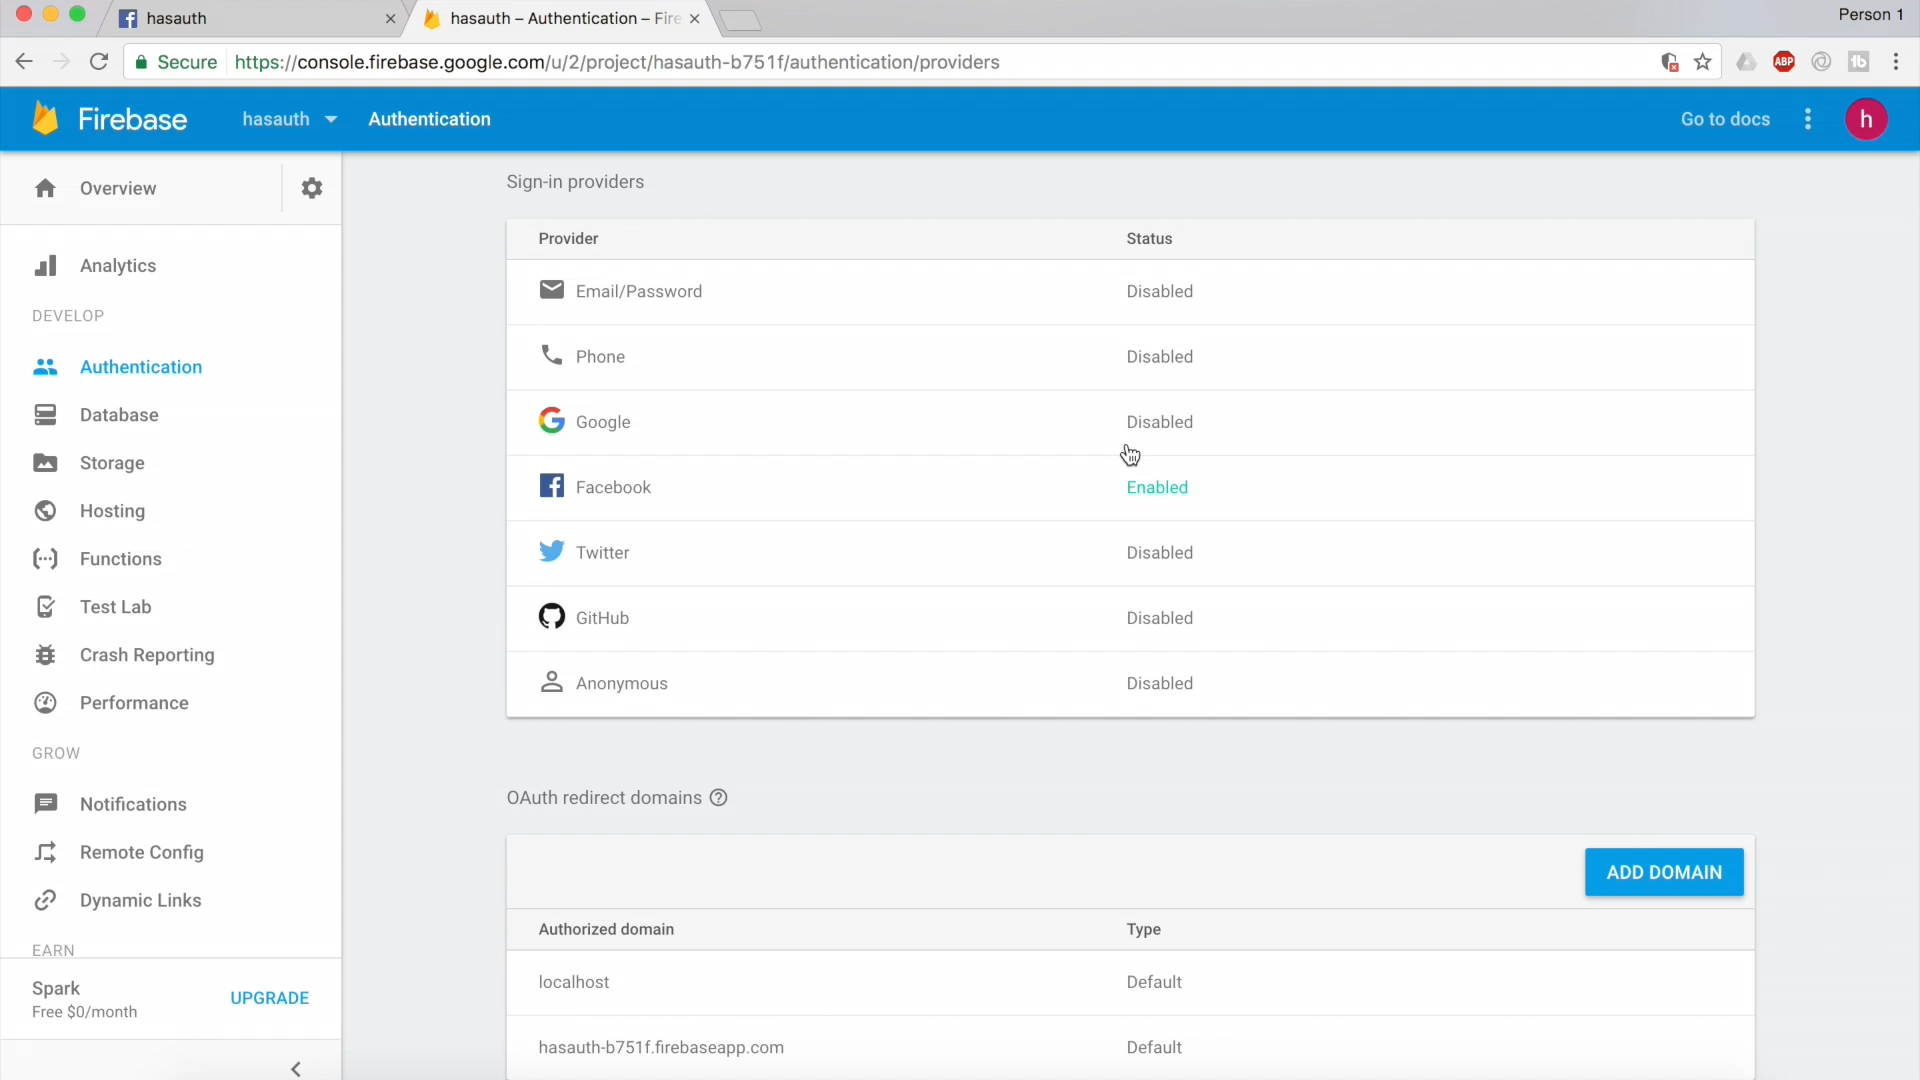 hasauth
hasauth – Authentication – Fire
Person 1
Secure
https://console.firebase.google.com/u/2/project/hasauth-b751f/authentication/providers
ABP
Firebase
hasauth
Authentication
Go to docs
h
Overview
Analytics
DEVELOP
Authentication
Database
Storage
Hosting
Functions
Test Lab
Crash Reporting
Performance
GROW
Notifications
Remote Config
Dynamic Links
EARN
Spark
Free $0/month
UPGRADE
Sign-in providers
Provider Status
Email/Password Disabled
Phone Disabled
Google Disabled
Facebook Enabled
Twitter Disabled
GitHub Disabled
Anonymous Disabled
OAuth redirect domains
ADD DOMAIN
Authorized domain Type
localhost Default
hasauth-b751f.firebaseapp.com Default